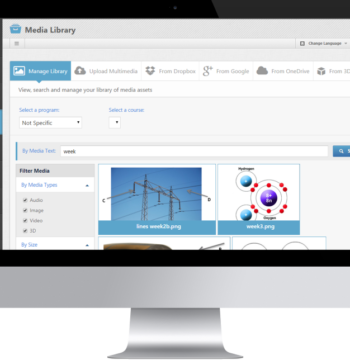 Media Library
Change Language
Manage Library
Upload Multimedia
From Dropbox
From Google
From OneDrive
From 3D
View, search and manage your library of media assets
Select a program:
Select a course
Not Specific
By Media Text:
week
Filter Media
By Media Types
Audio
Image
Video
3D
By Size
C
D
lines week2b.png
Hydrogen
Hydrogen
week3.png